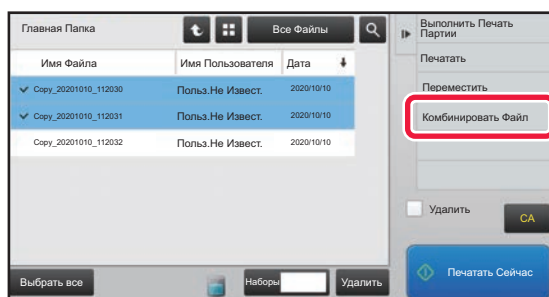 Главная Папка
Все Файлы
Имя Файла Имя Пользователя Дата
Copy_20201010_112030 Польз.Не Извест. 2020/10/10
Copy_20201010_112031 Польз.Не Извест. 2020/10/10
Copy_20201010_112032 Польз.Не Извест. 2020/10/10
Выбрать все
Наборы
Удалить
Выполнить Печать
Партии
Печатать
Переместить
Комбинировать Файл
Удалить
CA
Печатать Сейчас